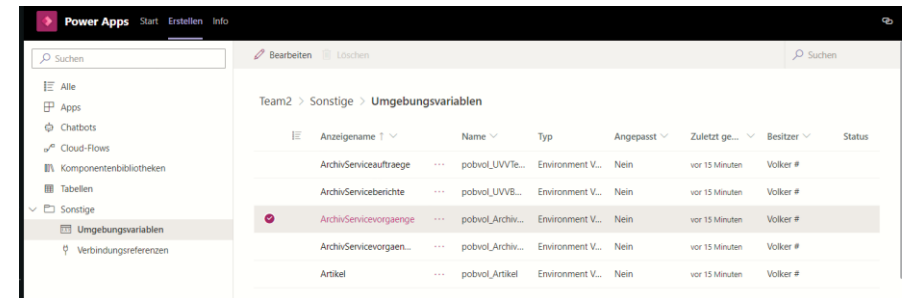 Power Apps Start Erstellen Info
Suchen
Bearbeiten Löschen Suchen
Alle
Apps
Chatbots
Cloud-Flows
Komponentenbibliotheken
Tabellen
Sonstige
Umgebungsvariablen
Verbindungsreferenzen
Team2 > Sonstige > Umgebungsvariablen
Anzeigename ↑ Name Typ Angepasst Zuletzt ge... Besitzer Status
ArchivServiceauftraege ... pobvol_UVVTe... Environment V... Nein vor 15 Minuten Volker #
ArchivServiceberichte ... pobvol_UVVB... Environment V... Nein vor 15 Minuten Volker #
ArchivServicevorgaenge ... pobvol_Archiv... Environment V... Nein vor 15 Minuten Volker #
ArchivServicevorgaen... ... pobvol_Archiv... Environment V... Nein vor 15 Minuten Volker #
Artikel ... pobvol_Artikel Environment V... Nein vor 15 Minuten Volker #